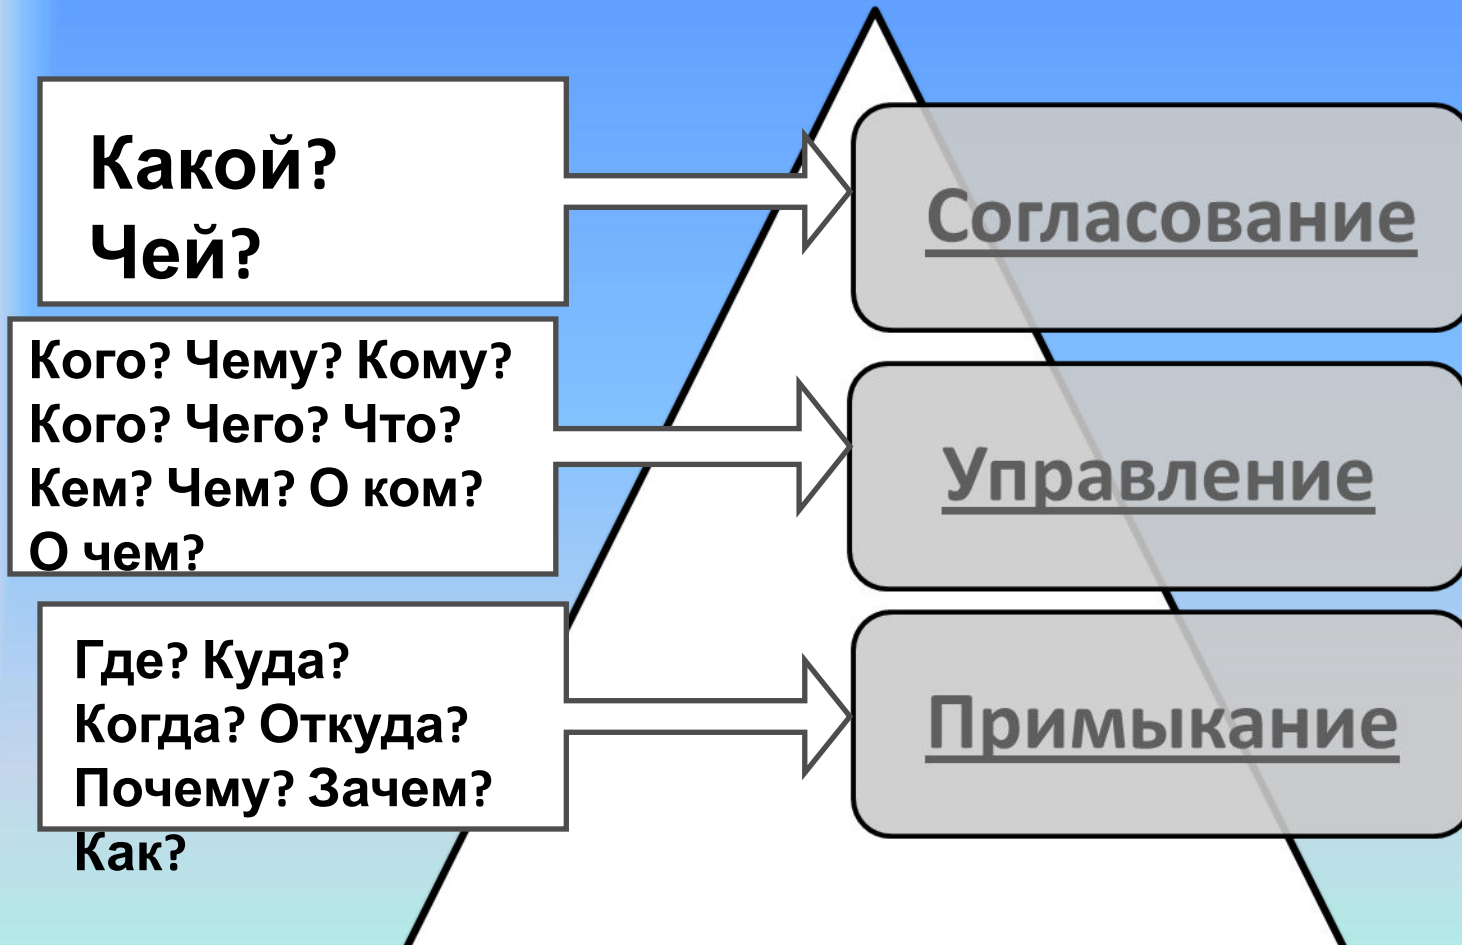 Какой?
Чей?
Согласование
Кого? Чему? Кому?
Кого? Чего? Что?
Кем? Чем? О ком?
О чем?
Управление
Где? Куда?
Когда? Откуда?
Почему? Зачем?
Как?
Примыкание